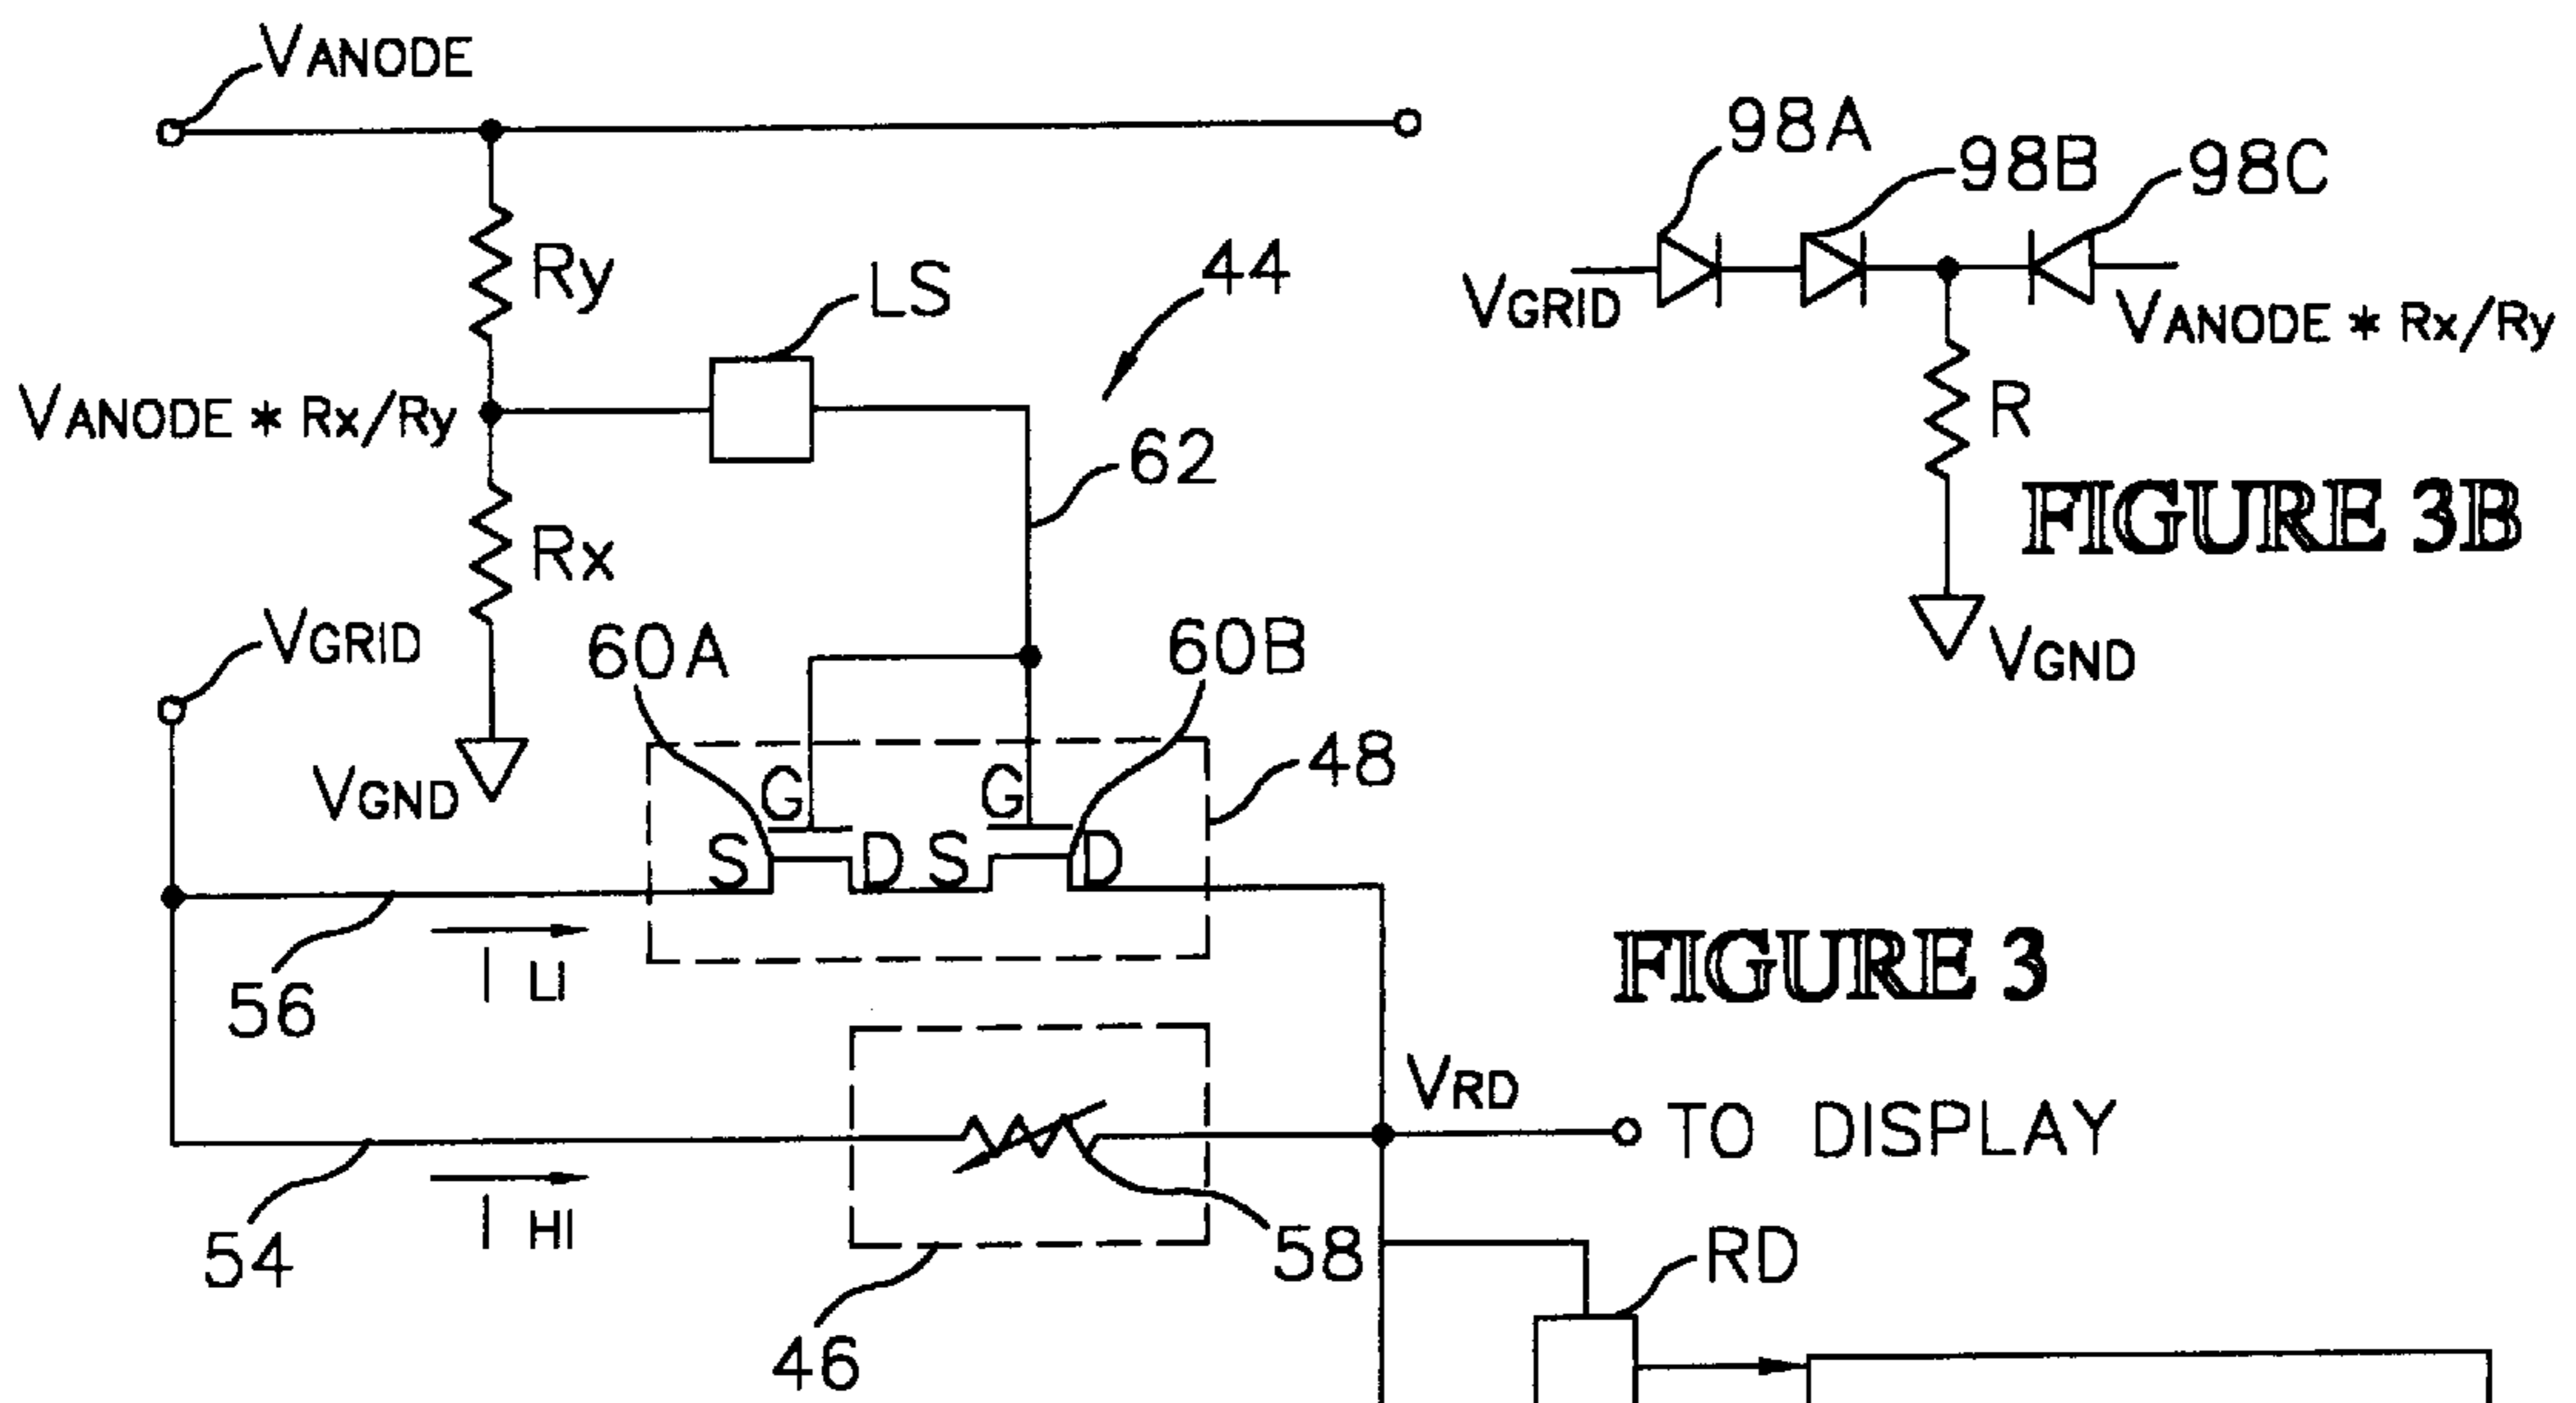 VANODE
98A
98B
98C
Ry
LS
44
VGRID
VANODE * Rx/Ry
VANODE * Rx/Ry
R
62
FIGURE 3B
Rx
VGRID
60A
60B
VGND
48
VGND
G
G
S
D
S
D
FIGURE 3
56
I LI
VRD
TO DISPLAY
54
I HI
58
RD
46